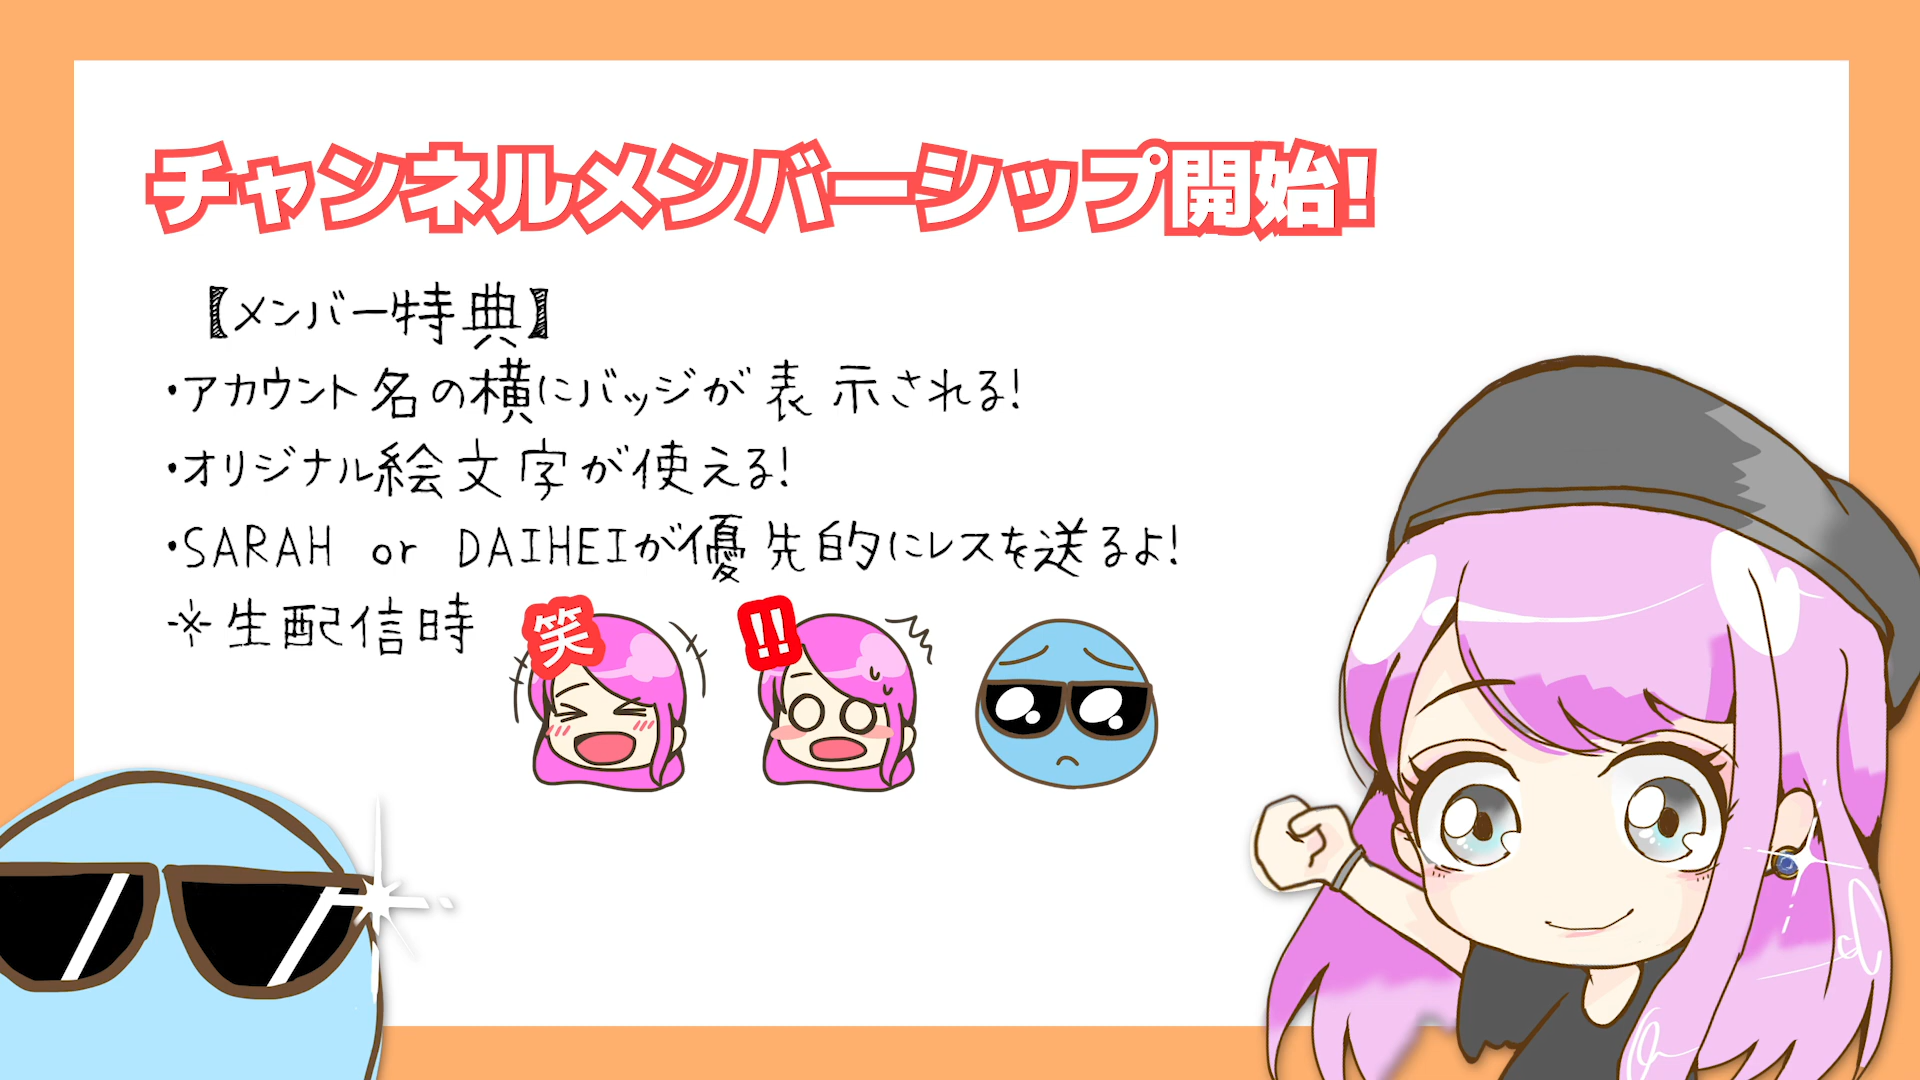 チャンネルメンバーシップ開始!
【メンバー特典】
・アカウント名の横にバッジが表示される!
・オリジナル絵文字が使える!
・SARAH or DAIHEIが優先的にレスを送るよ!
※生配信時
笑
!!